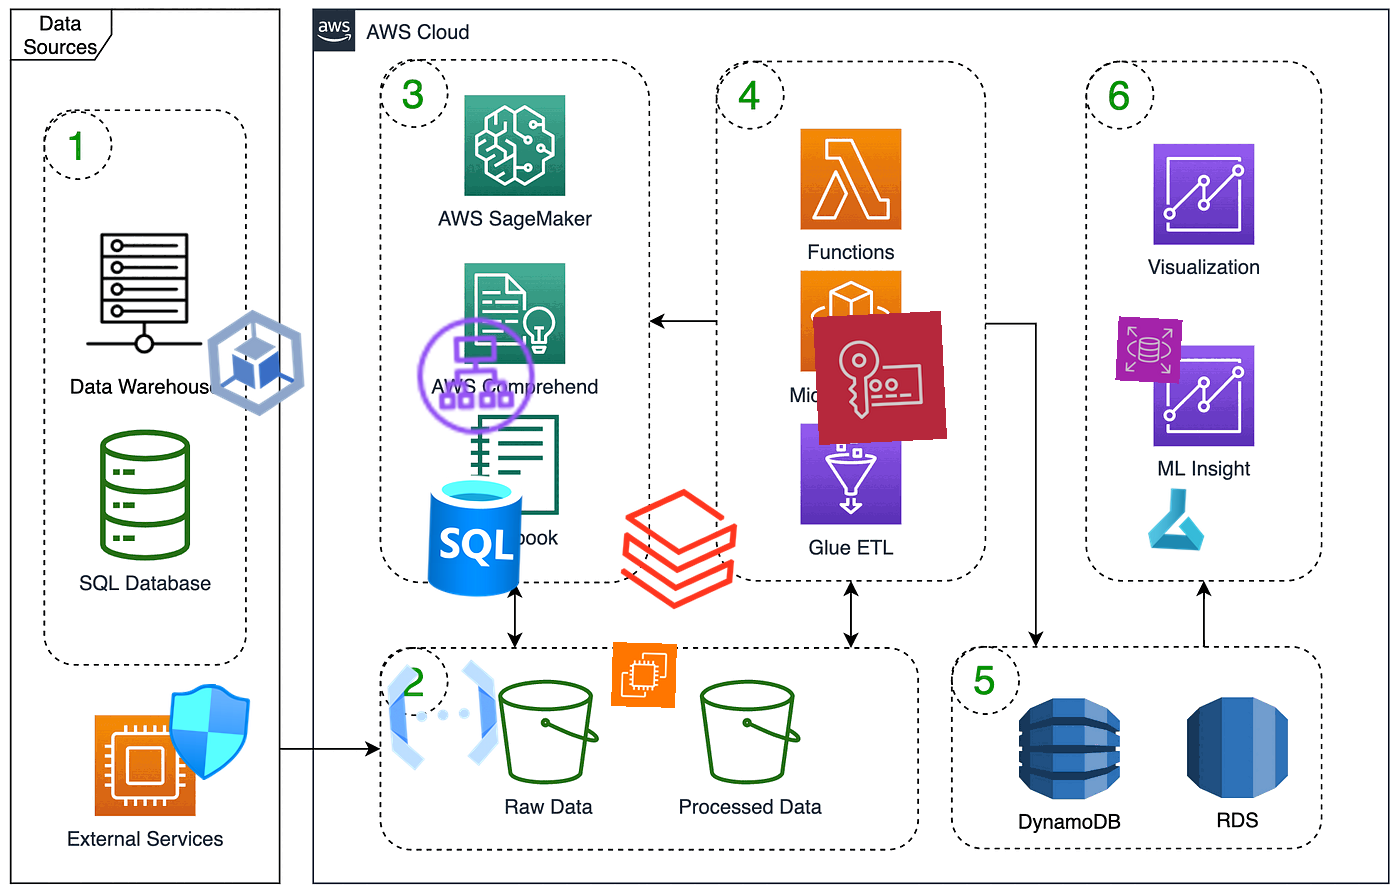 Data
Sources
1
Data Warehous
SQL Database
External Services
aws
AWS Cloud
3
AWS SageMaker
AWS Comprehend
SQL
book
4
Functions
Mic
Glue ETL
6
Visualization
ML Insight
2
Raw Data
Processed Data
5
DynamoDB
RDS